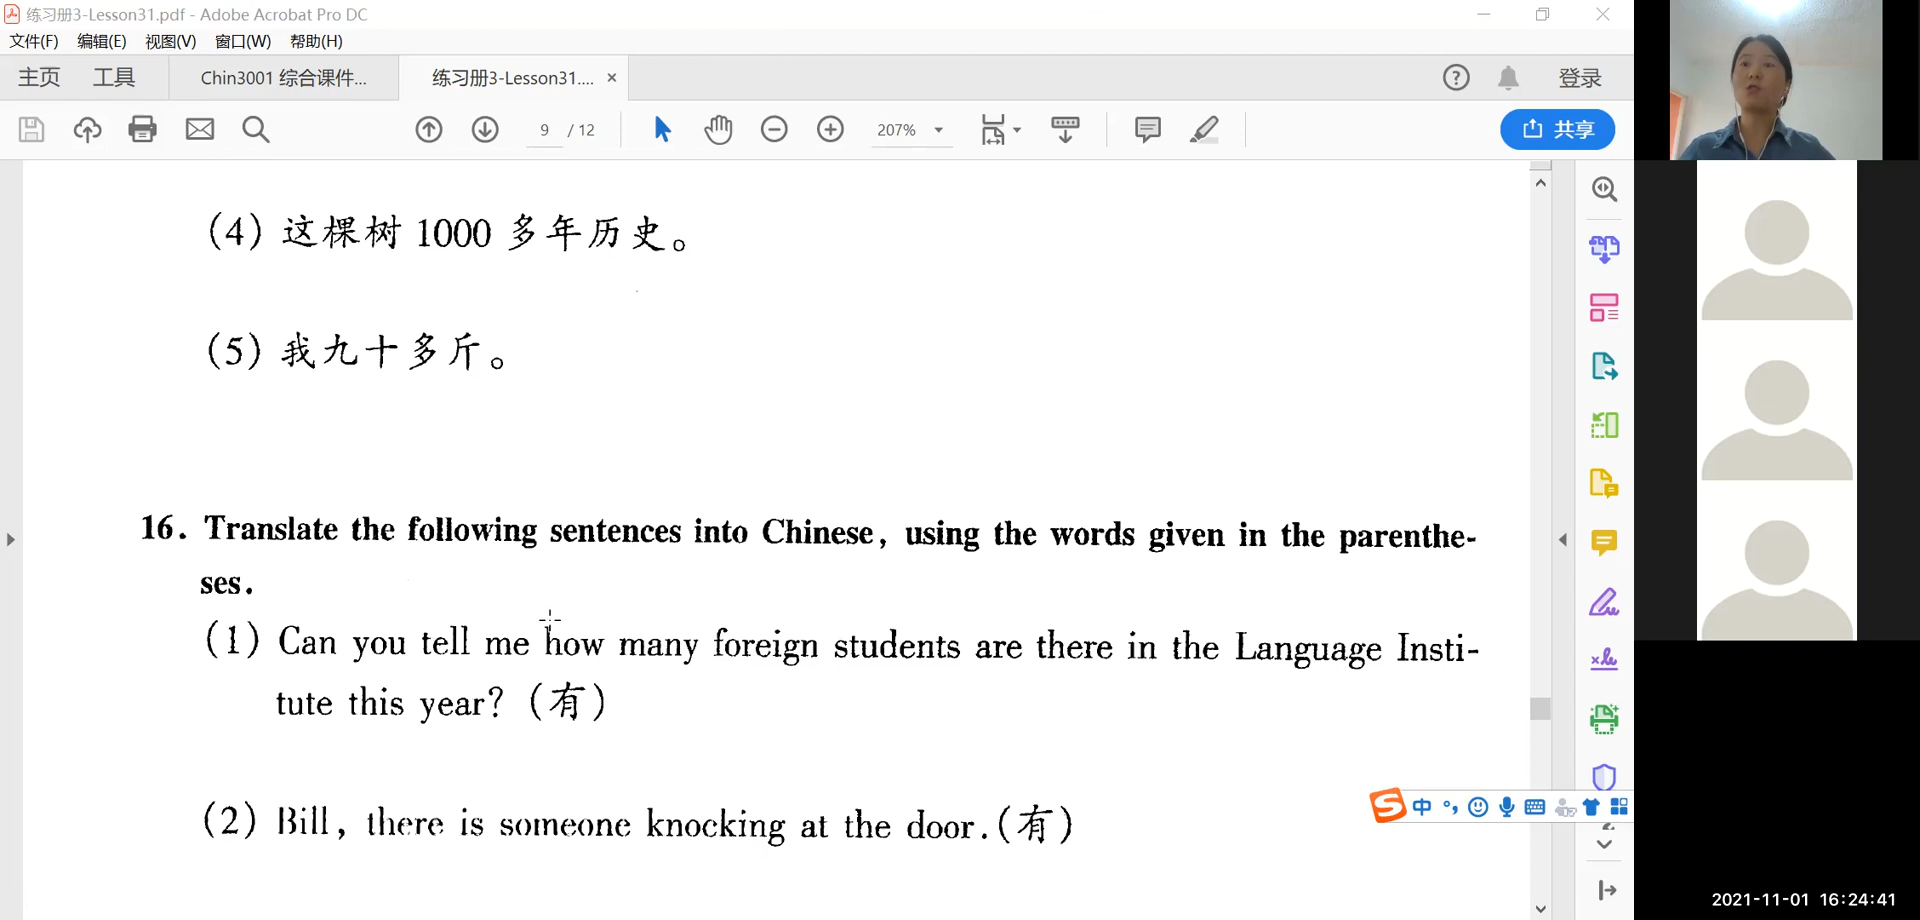 练习册3-Lesson31.pdf - Adobe Acrobat Pro DC
文件(F) 编辑(E) 视图(V) 窗口(W) 帮助(H)
主页 工具 Chin3001 综合课件... 练习册3-Lesson31.... × 登录
9 / 12 207% 共享
(4) 这棵树 1000 多年历史。
(5) 我九十多斤。
16. Translate the following sentences into Chinese, using the words given in the parenthe-
ses.
(1) Can you tell me how many foreign students are there in the Language Insti-
tute this year? (有)
(2) Bill, there is someone knocking at the door. (有)
中
2021-11-01 16:24:41